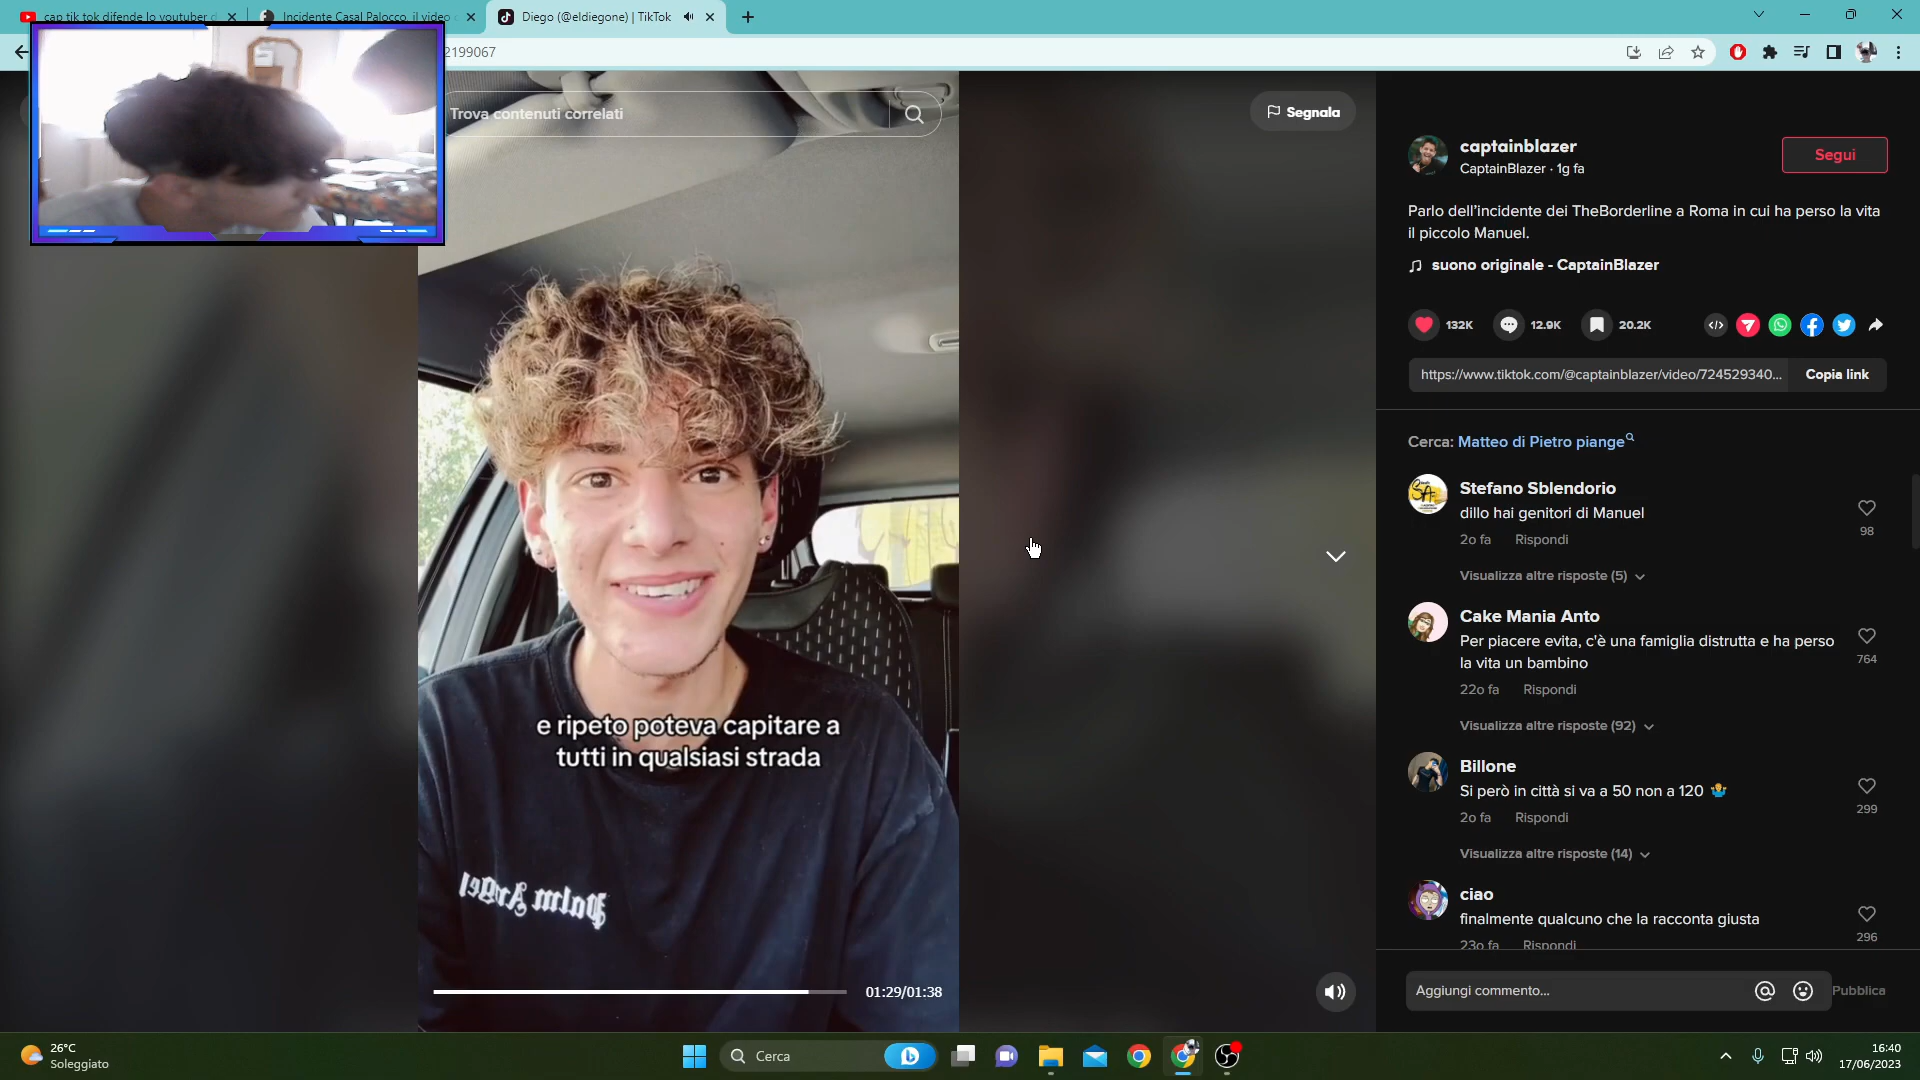 cap tik tok difende lo youtuber d
Incidente Casal Palocco, il video
Diego (@eldiegone) | TikTok
2199067
Trova contenuti correlati
Segnala
e ripeto poteva capitare a
tutti in qualsiasi strada
Palm Angel
01:29/01:38
captainblazer
CaptainBlazer · 1g fa
Segui
Parlo dell'incidente dei TheBorderline a Roma in cui ha perso la vita
il piccolo Manuel.
suono originale - CaptainBlazer
132K
12.9K
20.2K
https://www.tiktok.com/@captainblazer/video/724529340...
Copia link
Cerca: Matteo di Pietro piange
Stefano Sblendorio
dillo hai genitori di Manuel
98
2o fa Rispondi
Visualizza altre risposte (5)
Cake Mania Anto
Per piacere evita, c'è una famiglia distrutta e ha perso
la vita un bambino
764
22o fa Rispondi
Visualizza altre risposte (92)
Billone
Si però in città si va a 50 non a 120 🤷‍♂️
299
2o fa Rispondi
Visualizza altre risposte (14)
ciao
finalmente qualcuno che la racconta giusta
296
23o fa Rispondi
Aggiungi commento...
Pubblica
26°C
Soleggiato
Cerca
16:40
17/06/2023